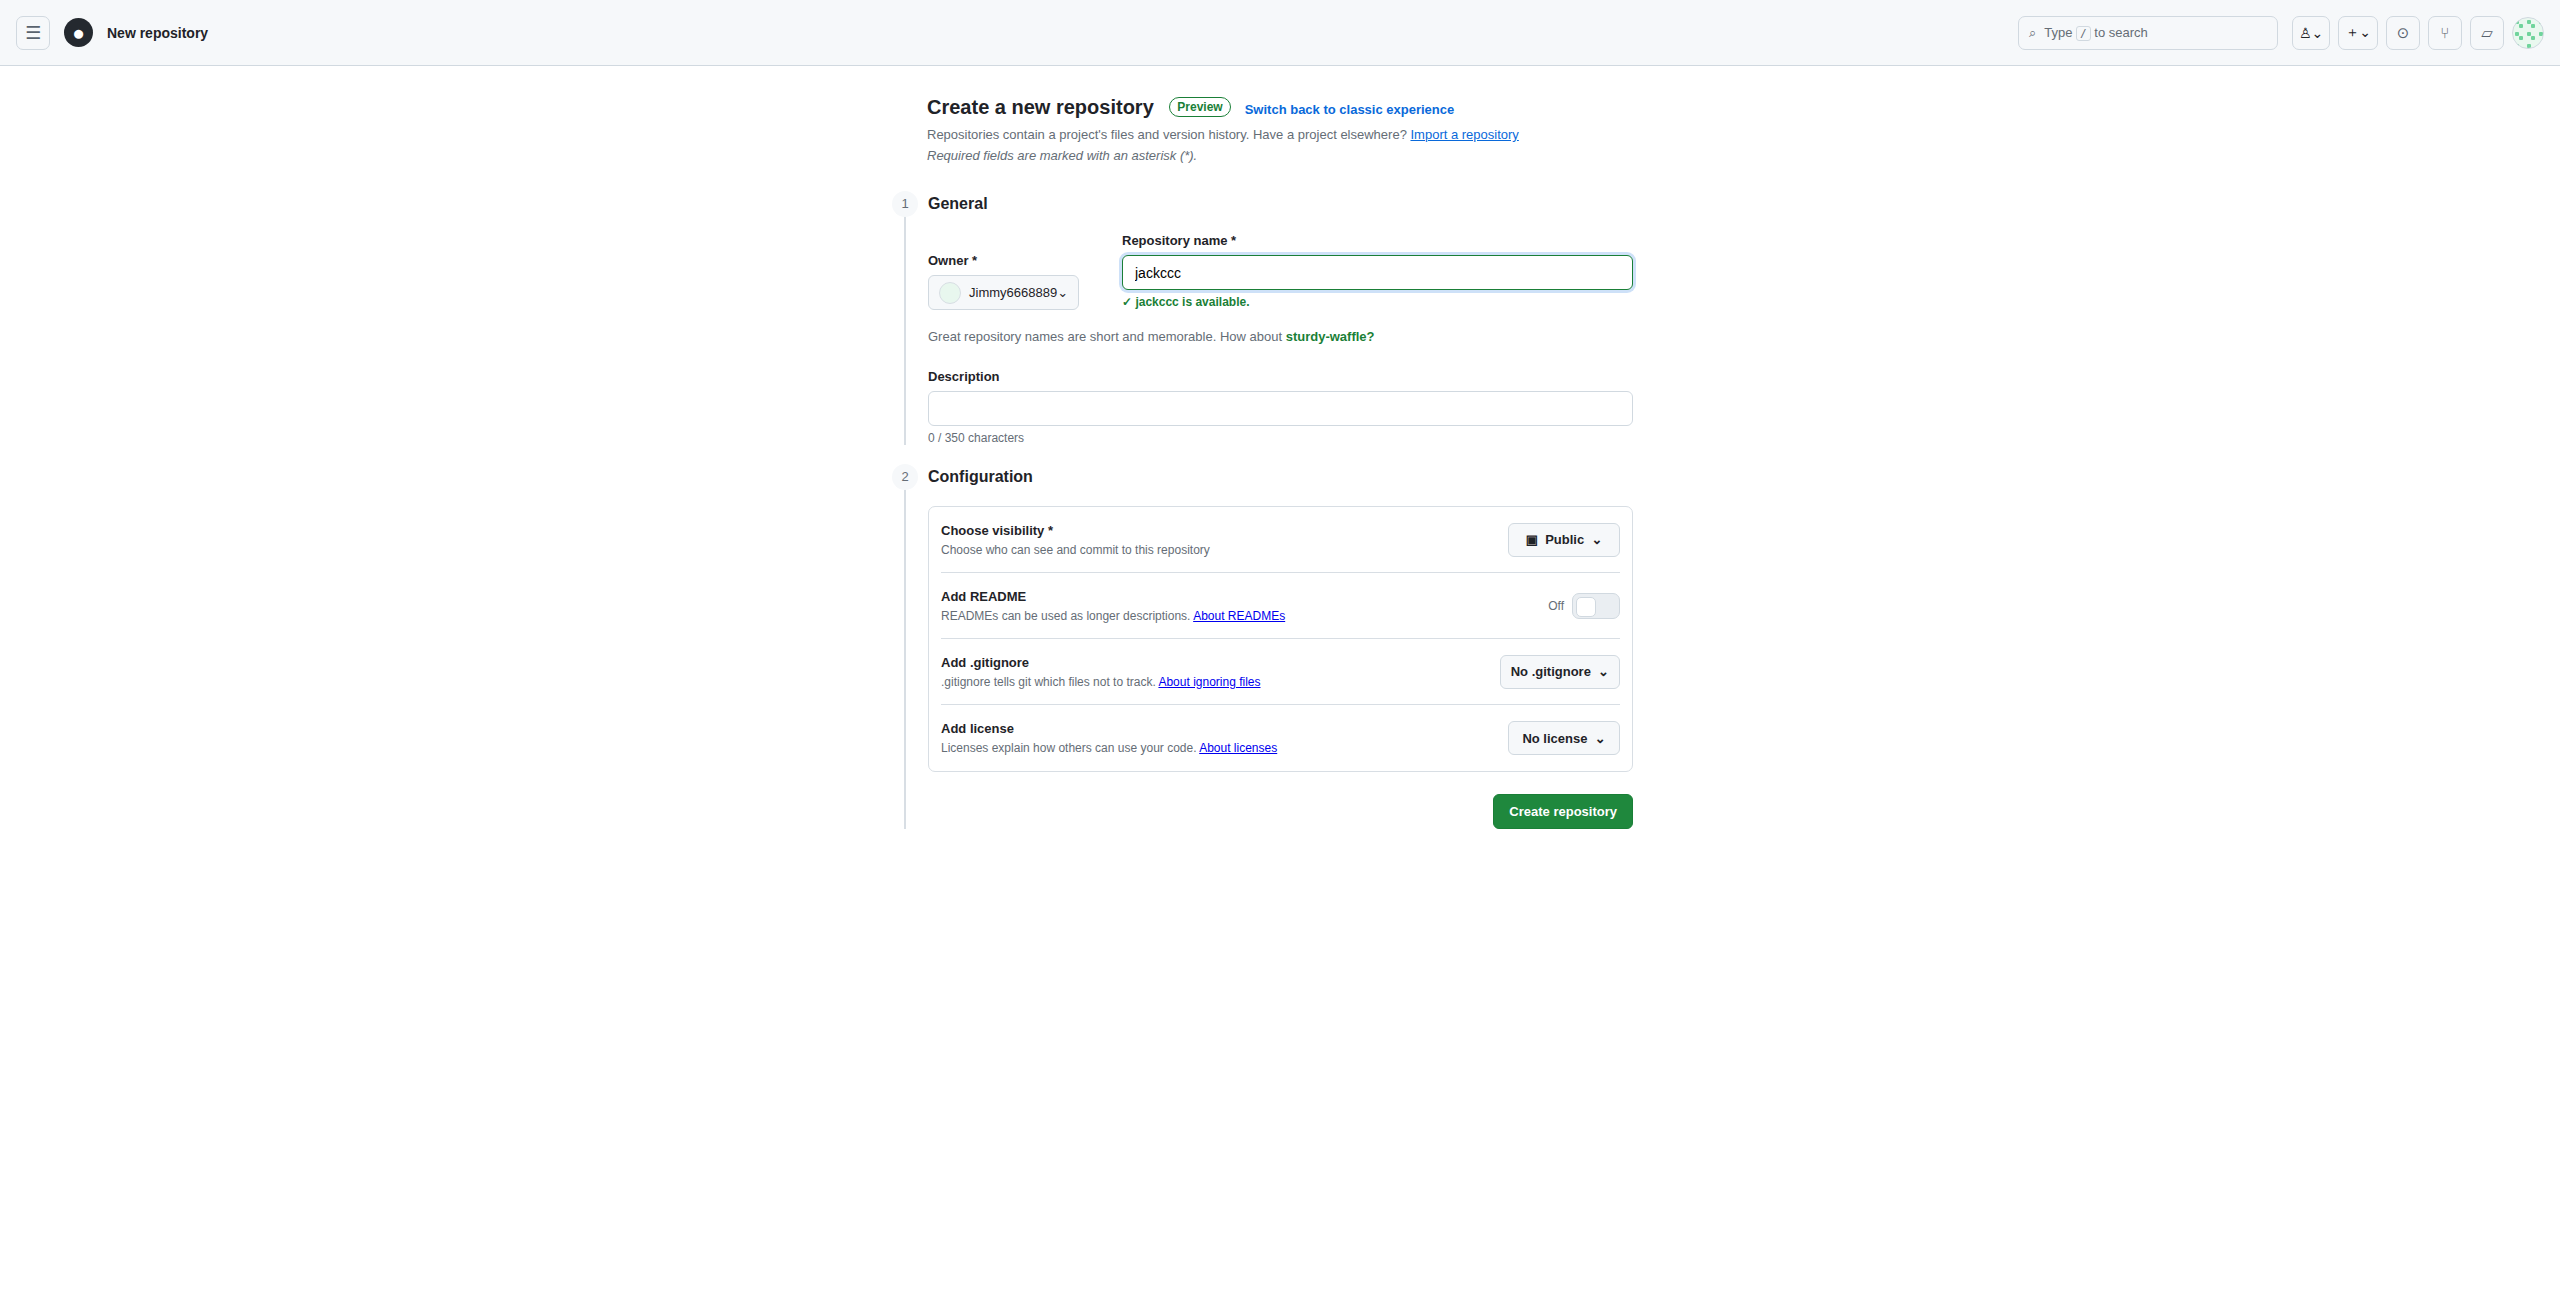 New repository
Type / to search
Create a new repository Preview Switch back to classic experience
Repositories contain a project's files and version history. Have a project elsewhere? Import a repository
Required fields are marked with an asterisk (*).
1 General
Owner *
Repository name *
Jimmy6668889
jackccc
✓ jackccc is available.
Great repository names are short and memorable. How about sturdy-waffle?
Description
0 / 350 characters
2 Configuration
Choose visibility *
Choose who can see and commit to this repository
Public
Add README
READMEs can be used as longer descriptions. About READMEs
Off
Add .gitignore
.gitignore tells git which files not to track. About ignoring files
No .gitignore
Add license
Licenses explain how others can use your code. About licenses
No license
Create repository